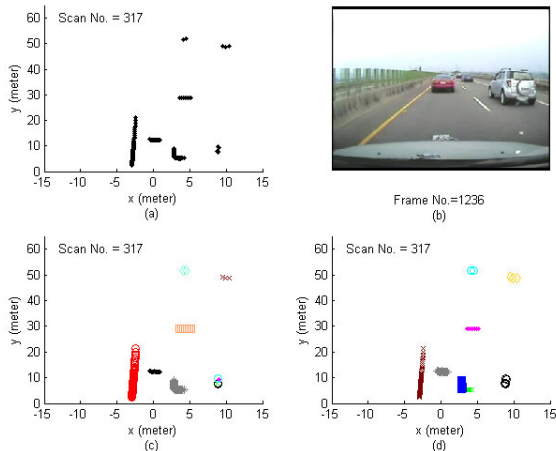 Scan No. = 317
60
50
40
30
20
10
0
y (meter)
-15 -10 -5 0 5 10 15
x (meter)
(a)
Frame No.=1236
(b)
Scan No. = 317
60
50
40
30
20
10
0
y (meter)
-15 -10 -5 0 5 10 15
x (meter)
(c)
Scan No. = 317
60
50
40
30
20
10
0
y (meter)
-15 -10 -5 0 5 10 15
x (meter)
(d)